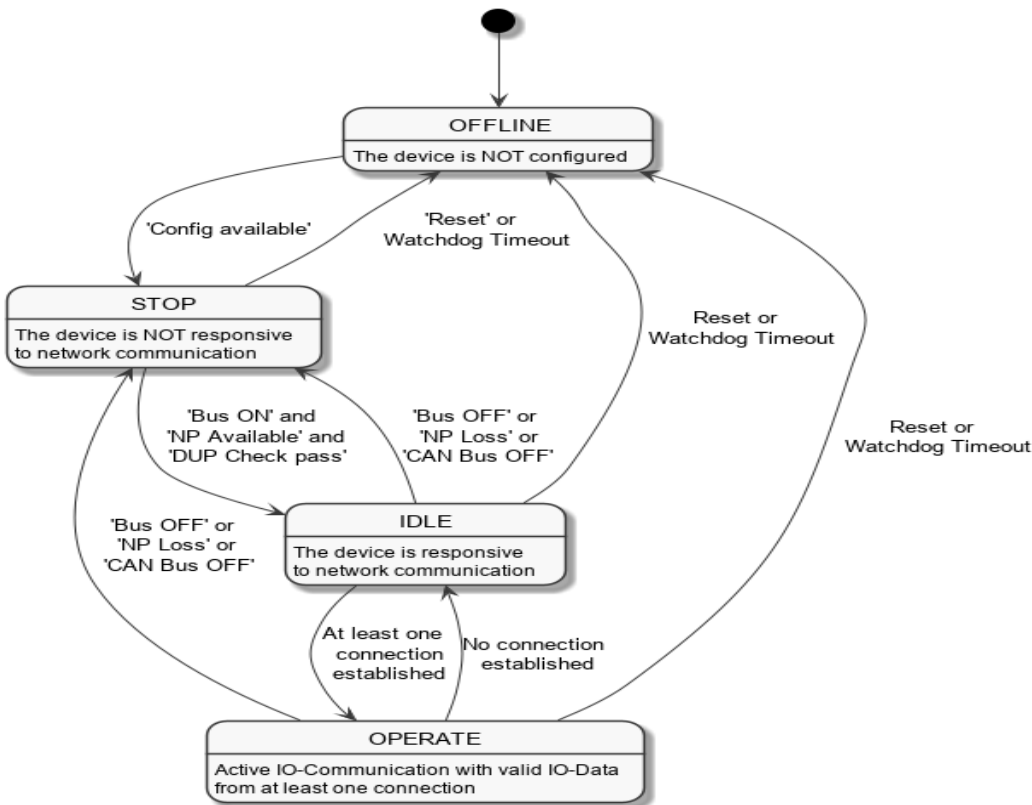 OFFLINE
The device is NOT configured
'Config available'
'Reset' or
Watchdog Timeout
STOP
The device is NOT responsive
to network communication
Reset or
Watchdog Timeout
'Bus ON' and
'NP Available' and
'DUP Check pass'
'Bus OFF' or
'NP Loss' or
'CAN Bus OFF'
Reset or
Watchdog Timeout
IDLE
The device is responsive
to network communication
'Bus OFF' or
'NP Loss' or
'CAN Bus OFF'
At least one
connection
established
No connection
established
OPERATE
Active IO-Communication with valid IO-Data
from at least one connection